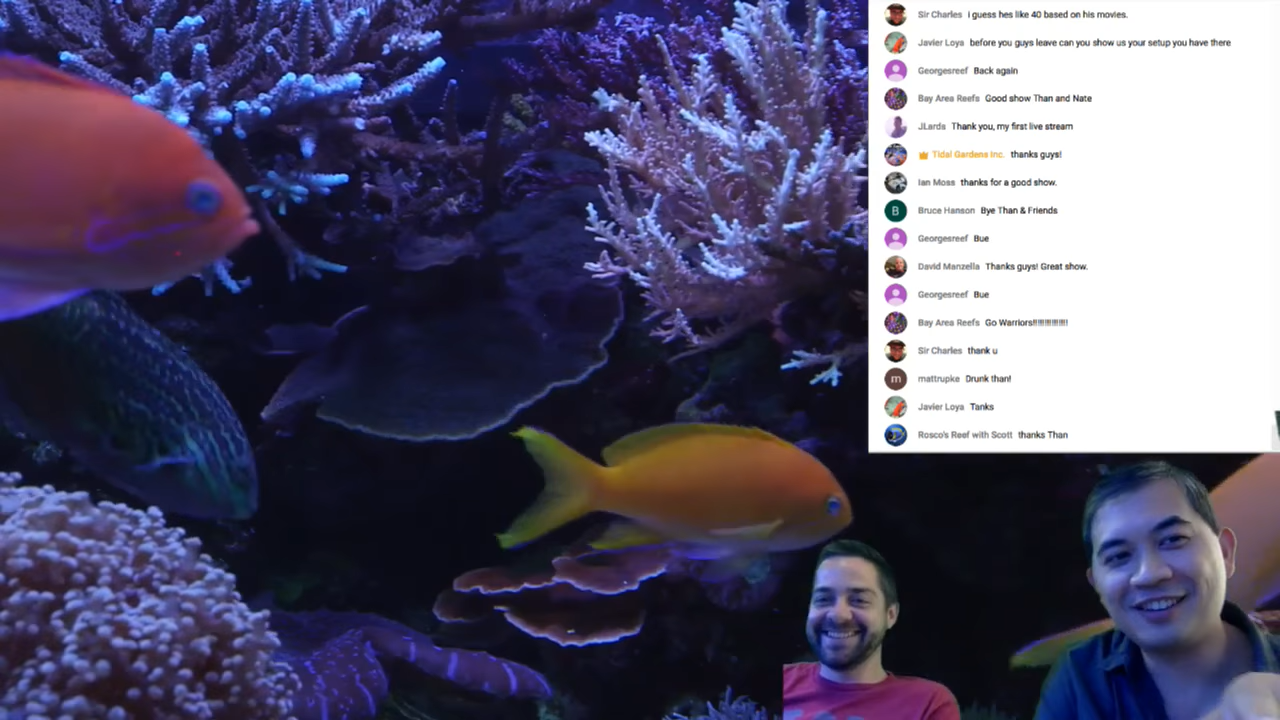 Sir Charles i guess hes like 40 based on his movies.
Javier Loya before you guys leave can you show us your setup you have there
Georgesreef Back again
Bay Area Reefs Good show Than and Nate
JLards Thank you, my first live stream
Tidal Gardens Inc. thanks guys!
Ian Moss thanks for a good show.
B Bruce Hanson Bye Than & Friends
Georgesreef Bue
David Manzella Thanks guys! Great show.
Georgesreef Bue
Bay Area Reefs Go Warriors!!!!!!!!!!!!!!!
Sir Charles thank u
m mattrupke Drunk than!
Javier Loya Tanks
Rosco's Reef with Scott thanks Than